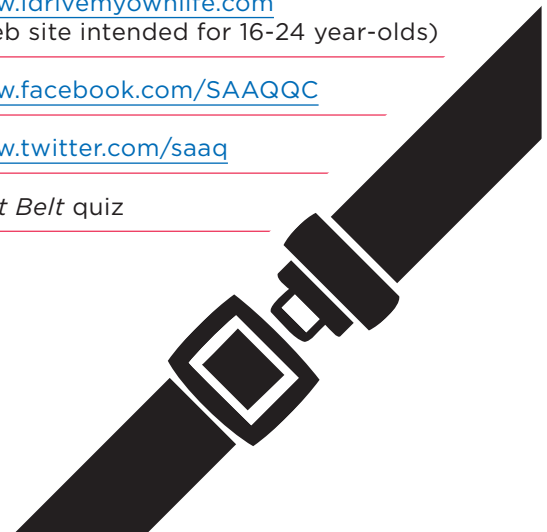 w.idrivemyownlife.com
eb site intended for 16-24 year-olds)
w.facebook.com/SAAQQC
w.twitter.com/saaq
t Belt quiz